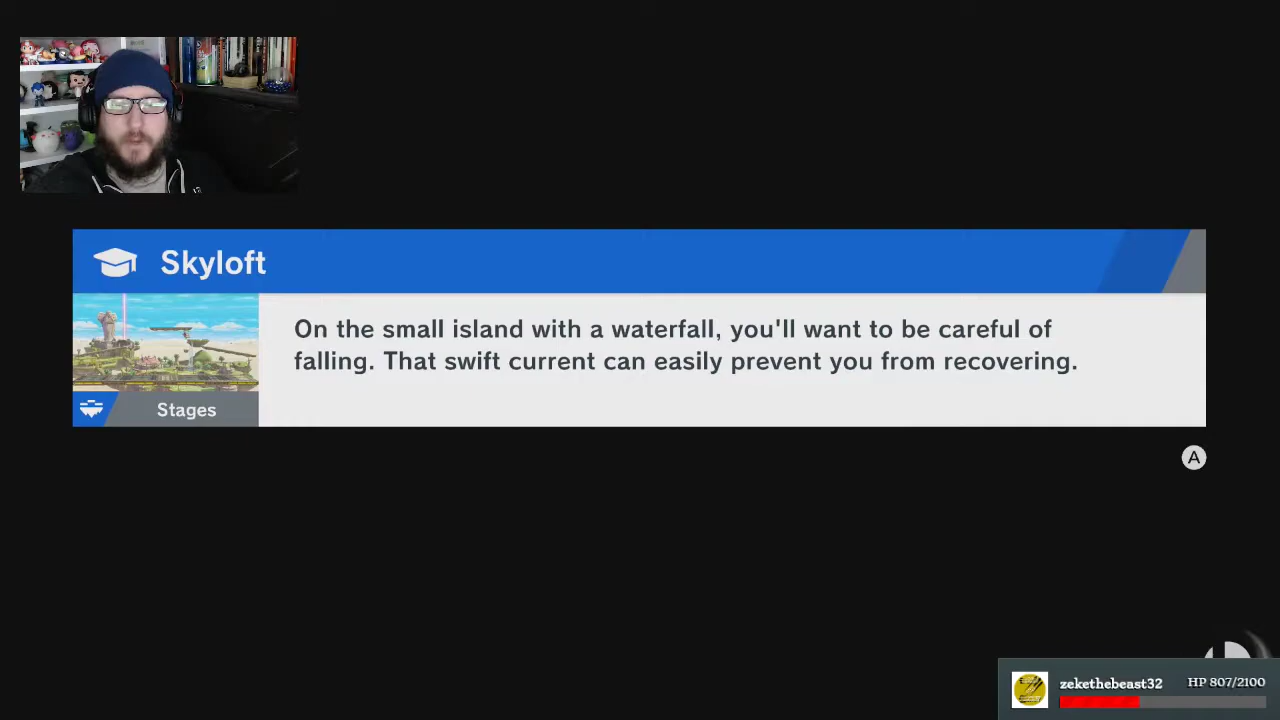 Skyloft
On the small island with a waterfall, you'll want to be careful of
falling. That swift current can easily prevent you from recovering.
Stages
A
zekethebeast32 HP 807/2100